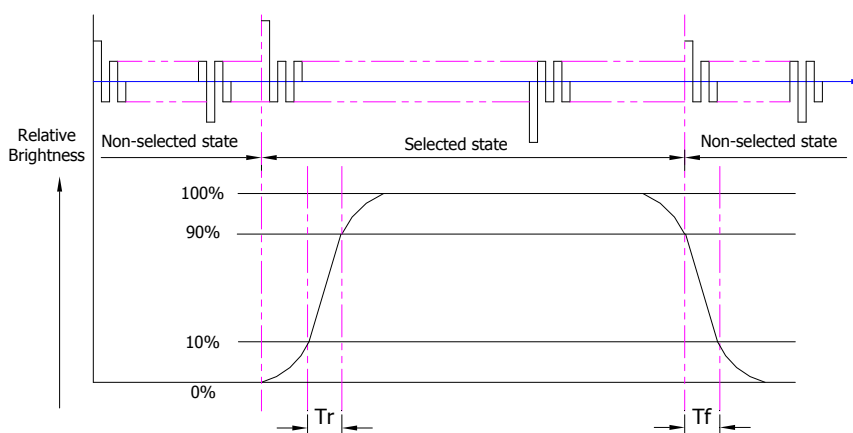 Relative
Brightness
Non-selected state
Selected state
Non-selected state
100%
90%
10%
0%
Tr
Tf